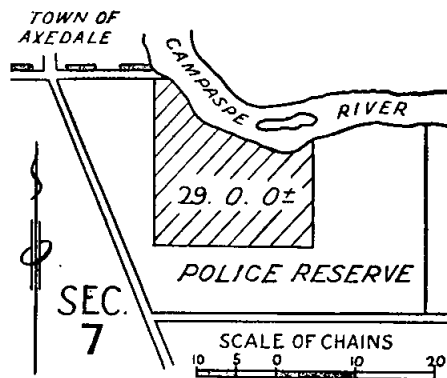 TOWN OF
AXEDALE
CAMPASPE
RIVER
29. 0. 0±
POLICE RESERVE
SEC.
7
SCALE OF CHAINS
10 5 0 10 20